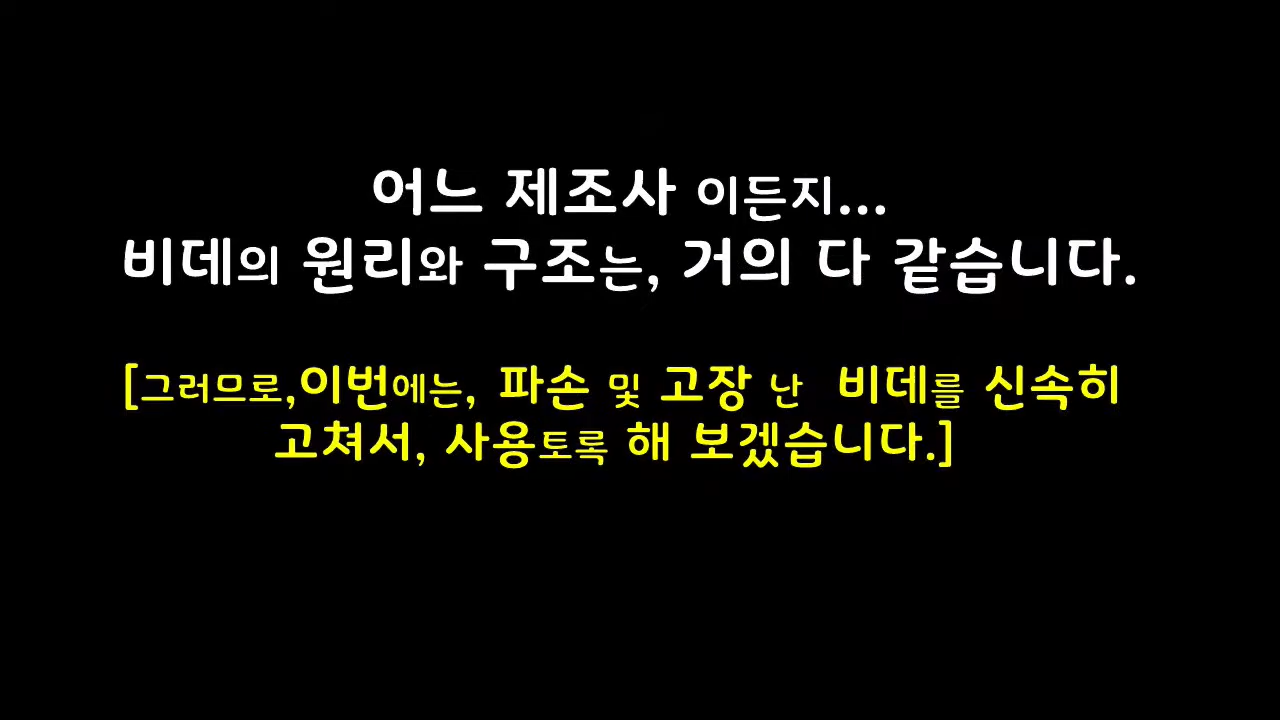 어느 제조사 이든지...
비데의 원리와 구조는, 거의 다 같습니다.
[그러므로,이번에는, 파손 및 고장 난 비데를 신속히
고쳐서, 사용토록 해 보겠습니다.]